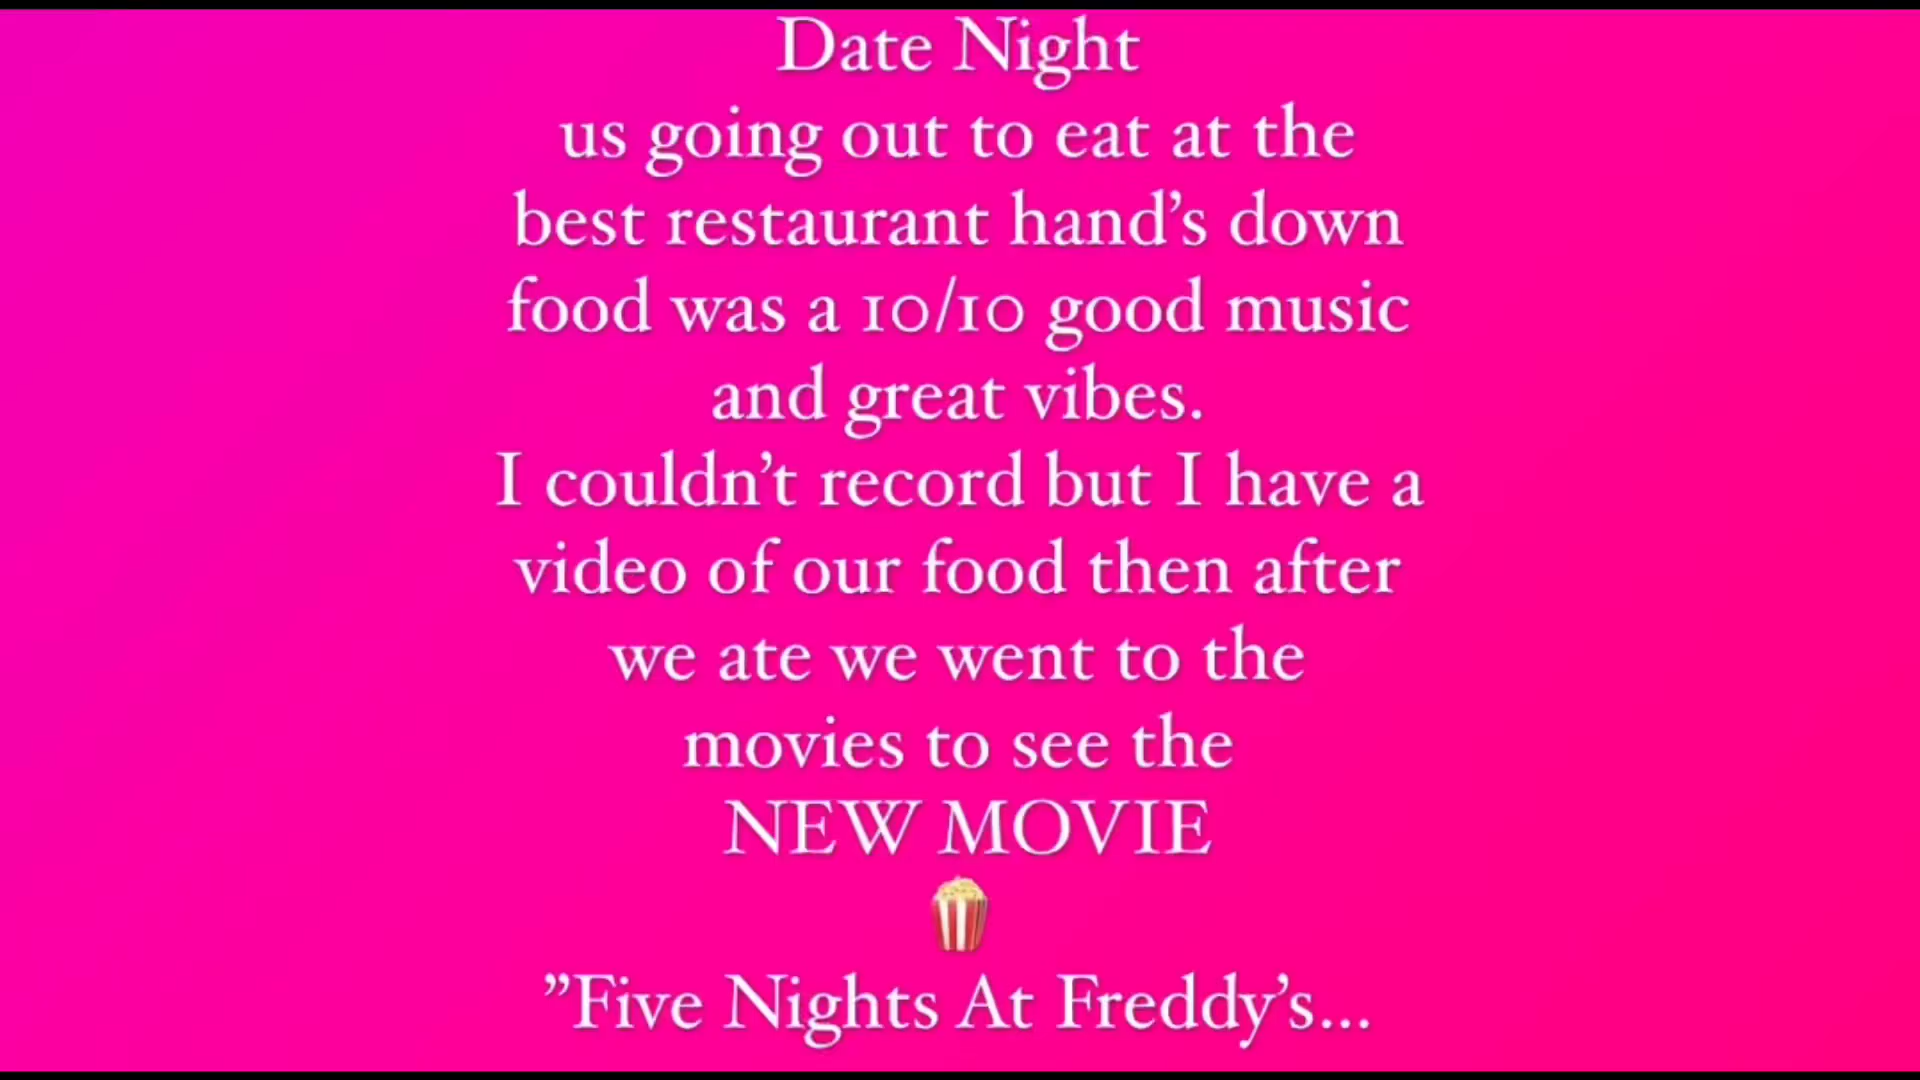 Date Night
us going out to eat at the
best restaurant hand’s down
food was a 10/10 good music
and great vibes.
I couldn’t record but I have a
video of our food then after
we ate we went to the
movies to see the
NEW MOVIE
🍿
”Five Nights At Freddy’s...